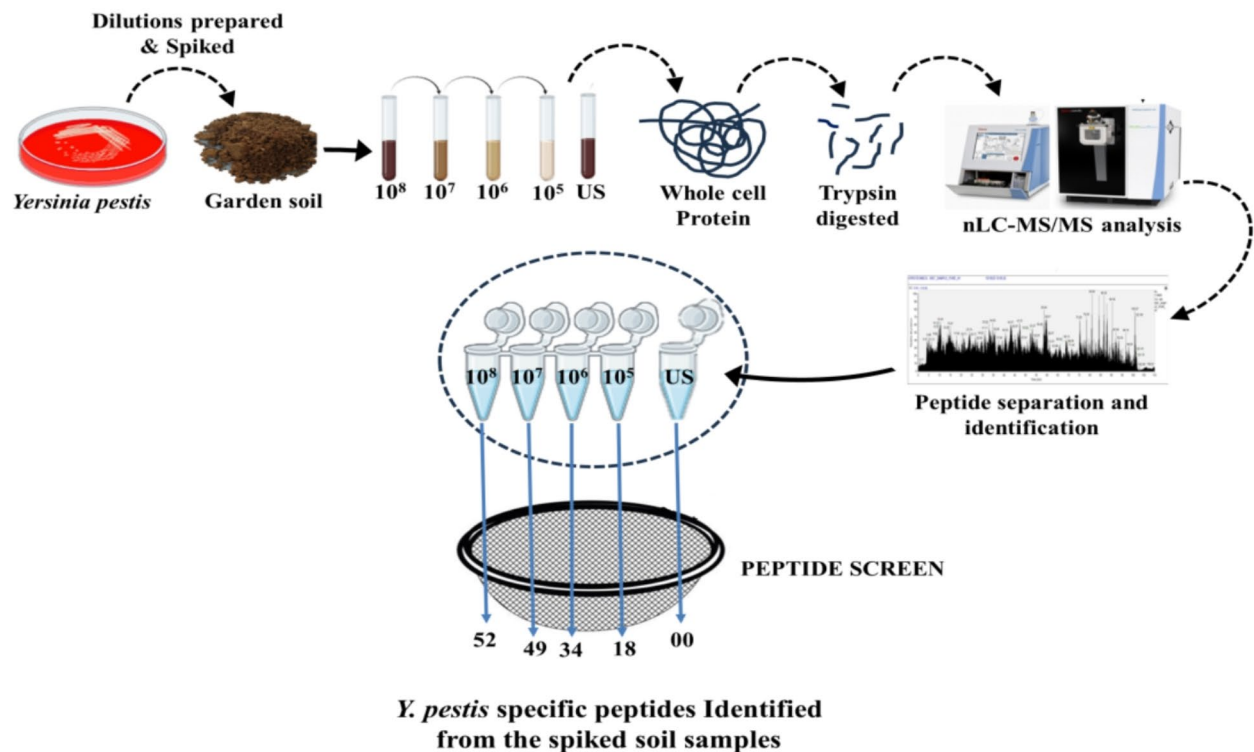 Dilutions prepared
& Spiked
Yersinia pestis
Garden soil
10⁸ 10⁷ 10⁶ 10⁵ US
Whole cell
Protein
Trypsin
digested
nLC-MS/MS analysis
Peptide separation and
identification
10⁸ 10⁷ 10⁶ 10⁵ US
PEPTIDE SCREEN
52 49 34 18 00
Y. pestis specific peptides Identified
from the spiked soil samples